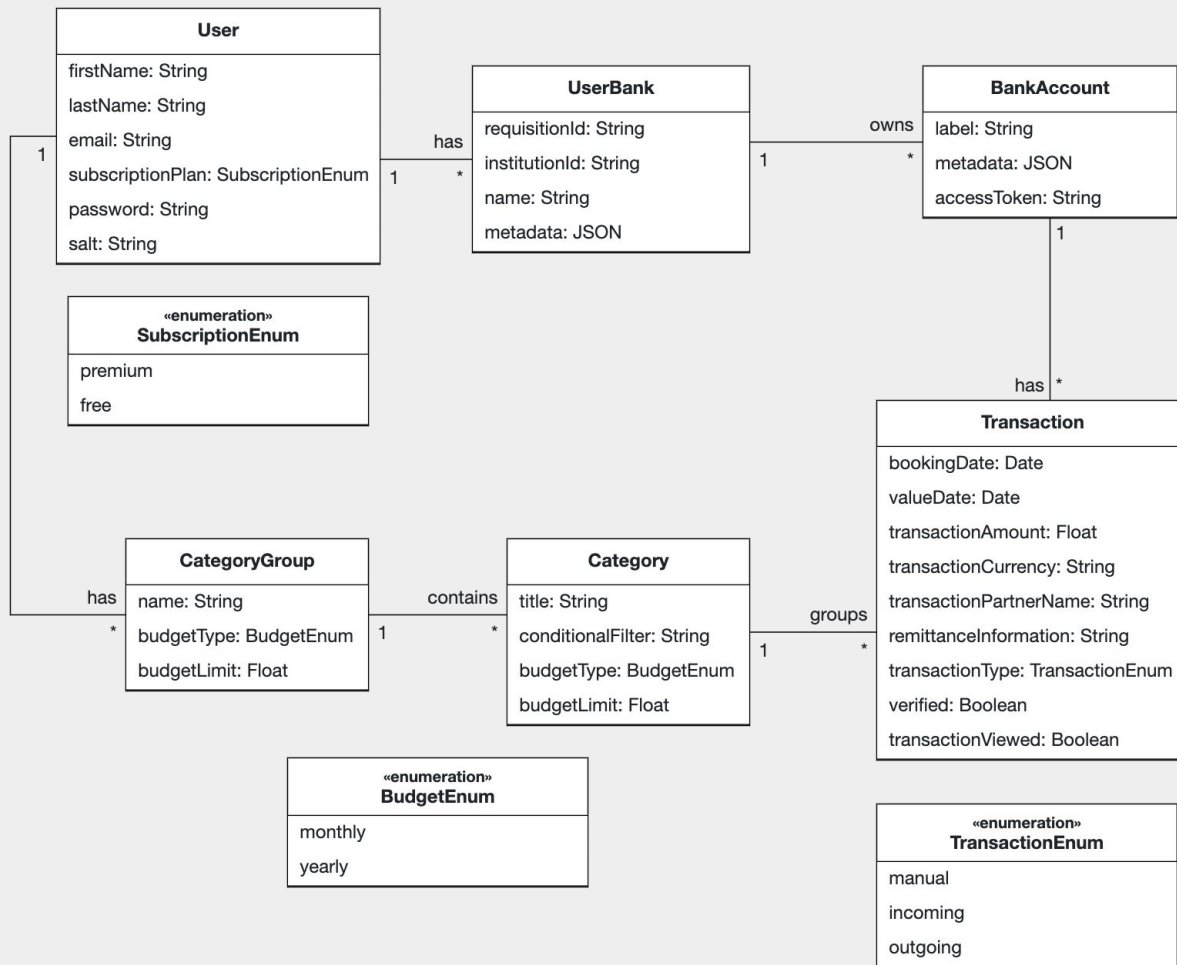 User
firstName: String
lastName: String
email: String
subscriptionPlan: SubscriptionEnum
password: String
salt: String
1
1
has
*
UserBank
requisitionId: String
institutionId: String
name: String
metadata: JSON
1
owns
*
BankAccount
label: String
metadata: JSON
accessToken: String
1
has *
«enumeration»
SubscriptionEnum
premium
free
Transaction
bookingDate: Date
valueDate: Date
transactionAmount: Float
transactionCurrency: String
transactionPartnerName: String
remittanceInformation: String
transactionType: TransactionEnum
verified: Boolean
transactionViewed: Boolean
has
*
CategoryGroup
name: String
budgetType: BudgetEnum
budgetLimit: Float
1
contains
*
Category
title: String
conditionalFilter: String
budgetType: BudgetEnum
budgetLimit: Float
1
groups
*
«enumeration»
BudgetEnum
monthly
yearly
«enumeration»
TransactionEnum
manual
incoming
outgoing